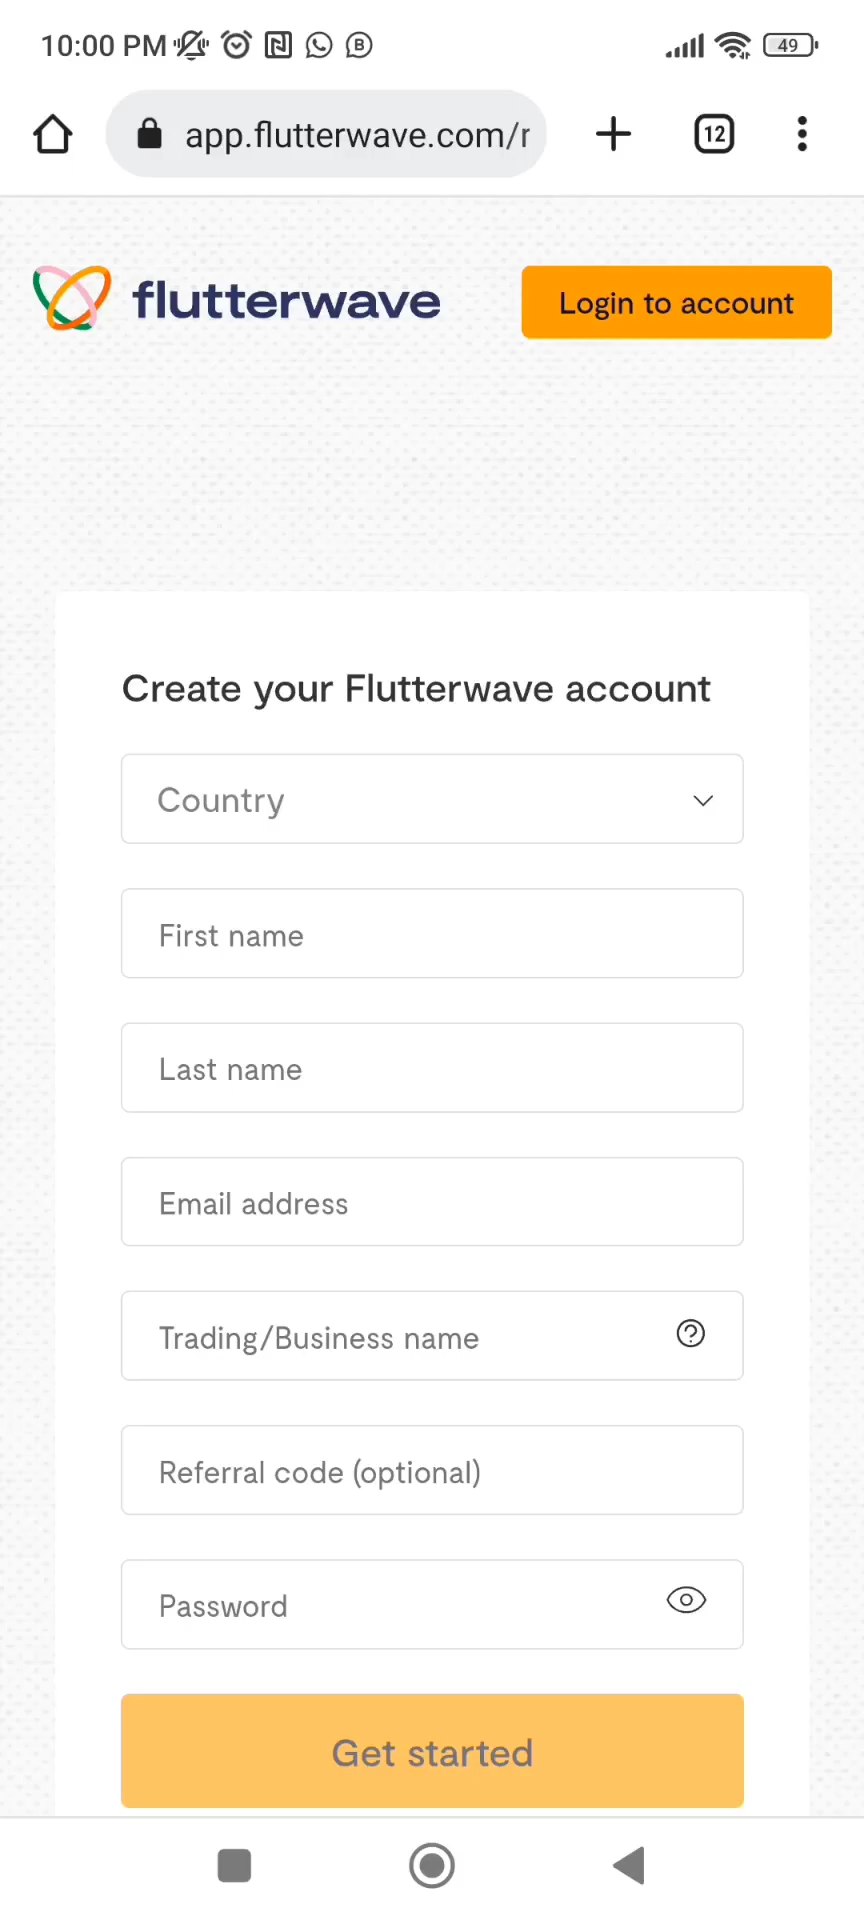 10:00 PM
49
app.flutterwave.com/r
12
flutterwave
Login to account
Create your Flutterwave account
Country
First name
Last name
Email address
Trading/Business name
Referral code (optional)
Password
Get started